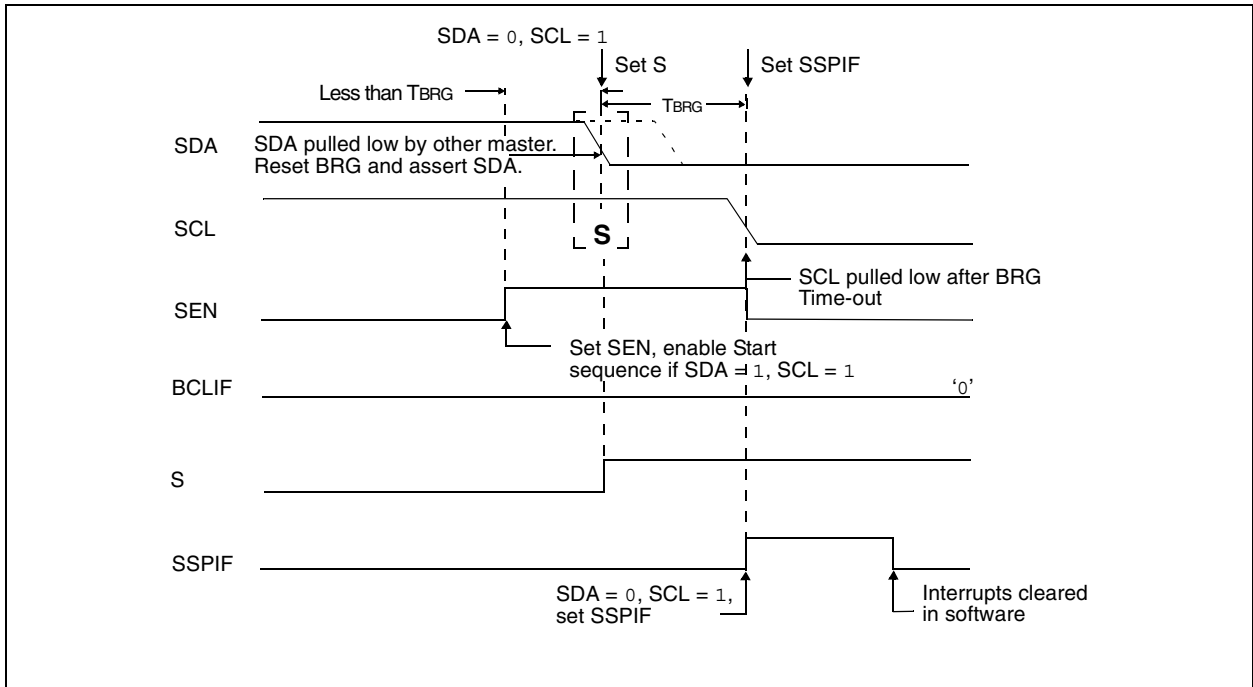 SDA = 0, SCL = 1
Set S
Set SSPIF
Less than TBRG
TBRG
SDA
SDA pulled low by other master.
Reset BRG and assert SDA.
SCL
S
SCL pulled low after BRG
Time-out
SEN
Set SEN, enable Start
sequence if SDA = 1, SCL = 1
BCLIF
‘0’
S
SSPIF
SDA = 0, SCL = 1,
set SSPIF
Interrupts cleared
in software